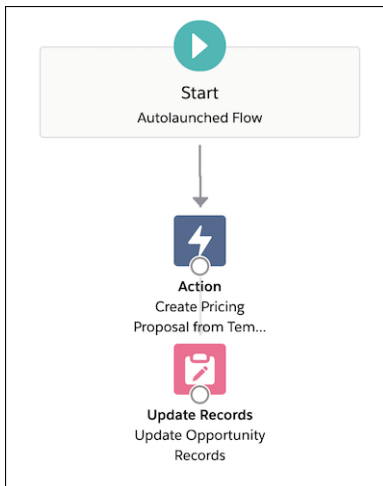 Start
Autolaunched Flow
Action
Create Pricing
Proposal from Tem...
Update Records
Update Opportunity
Records